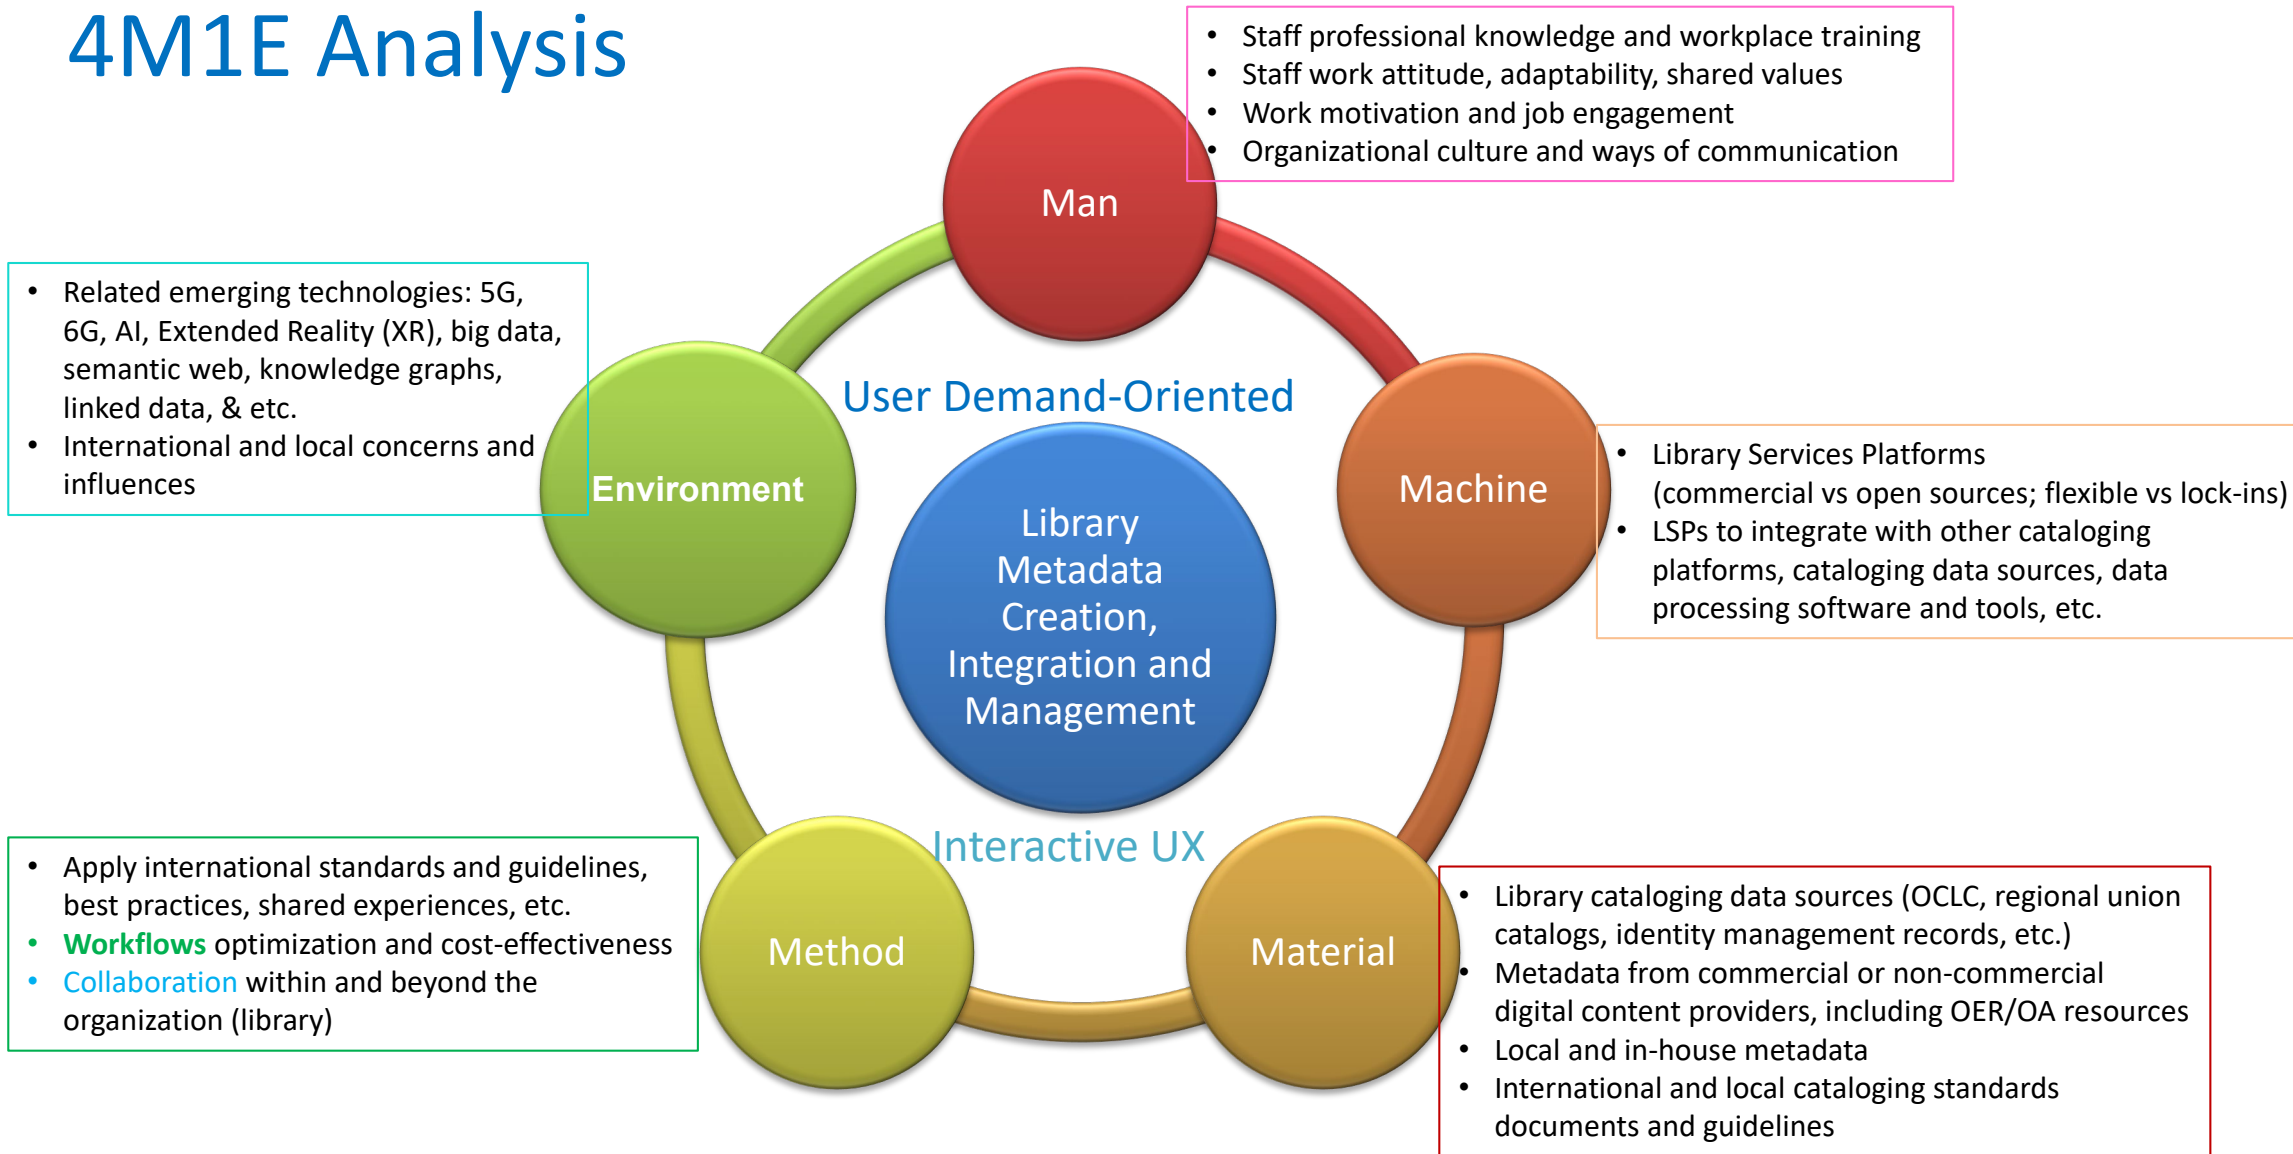 4M1E Analysis
• Staff professional knowledge and workplace training
• Staff work attitude, adaptability, shared values
• Work motivation and job engagement
• Organizational culture and ways of communication
Man
• Related emerging technologies: 5G,
6G, AI, Extended Reality (XR), big data,
semantic web, knowledge graphs,
linked data, & etc.
• International and local concerns and
influences
Environment
User Demand-Oriented
Library
Metadata
Creation,
Integration and
Management
Interactive UX
Machine
• Library Services Platforms
(commercial vs open sources; flexible vs lock-ins)
• LSPs to integrate with other cataloging
platforms, cataloging data sources, data
processing software and tools, etc.
• Apply international standards and guidelines,
best practices, shared experiences, etc.
• Workflows optimization and cost-effectiveness
• Collaboration within and beyond the
organization (library)
Method
Material
• Library cataloging data sources (OCLC, regional union
catalogs, identity management records, etc.)
• Metadata from commercial or non-commercial
digital content providers, including OER/OA resources
• Local and in-house metadata
• International and local cataloging standards
documents and guidelines